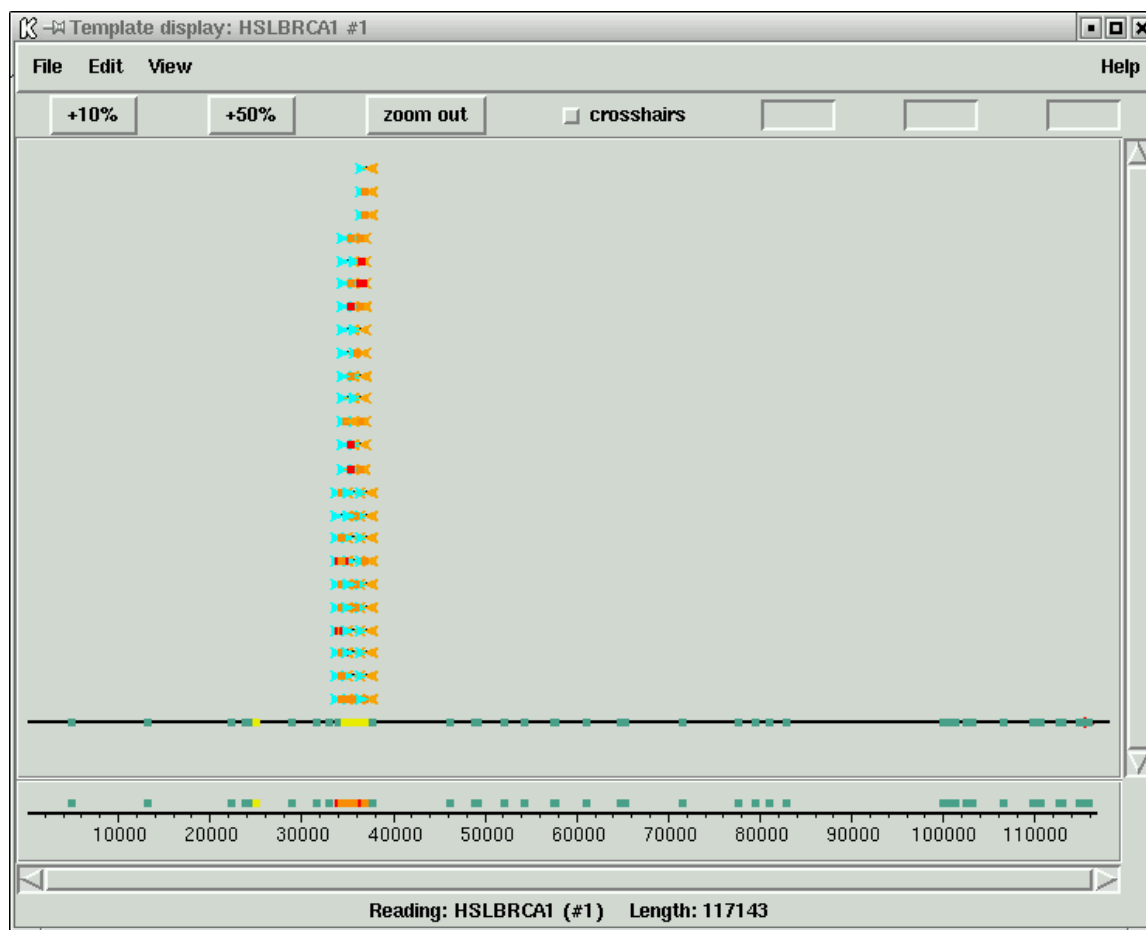 Template display: HSLBRCA1 #1
File Edit View Help
+10% +50% zoom out crosshairs
10000 20000 30000 40000 50000 60000 70000 80000 90000 100000 110000
Reading: HSLBRCA1 (#1) Length: 117143